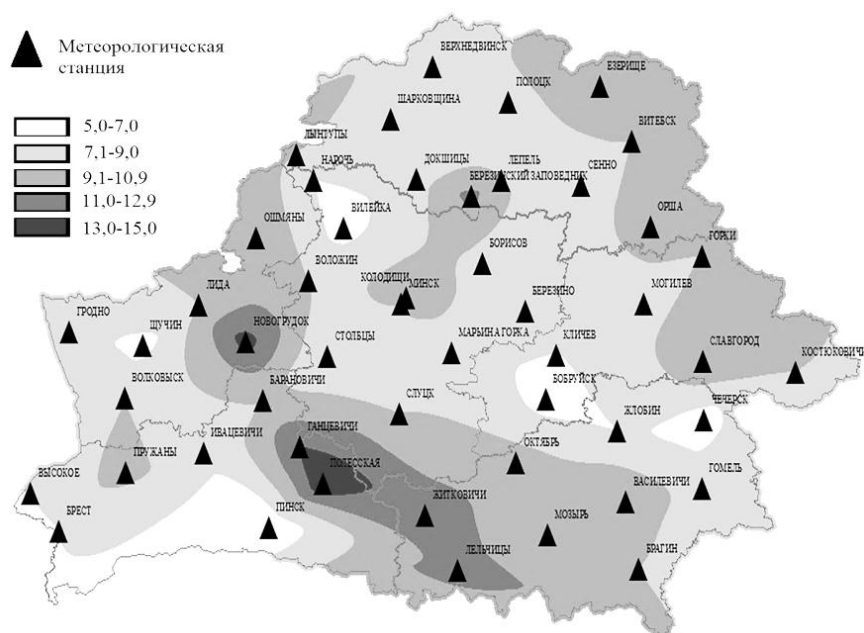 Метеорологическая
станция
5,0-7,0
7,1-9,0
9,1-10,9
11,0-12,9
13,0-15,0
ВЕРХНЕДВИНСК
ЕЗЕРИЩЕ
ПОЛОЦК
ШАРКОВЩИНА
ВИТЕБСК
ЛЫНТУПЫ
НАРОЧЬ
ДОКШИЦЫ
ЛЕПЕЛЬ
СЕННО
БЕРЕЗИНСКИЙ ЗАПОВЕДНИК
ВИЛЕЙКА
ОШМЯНЫ
ОРША
БОРИСОВ
ГОРКИ
ВОЛОЖИН
КОЛОДИЩИ
МИНСК
МОГИЛЕВ
ЛИДА
БЕРЕЗИНО
ГРОДНО
ЩУЧИН
НОВОГРУДОК
СТОЛБЦЫ
МАРЬИНА ГОРКА
КЛИЧЕВ
СЛАВГОРОД
КОСТЮКОВИЧИ
ВОЛКОВЫСК
БАРАНОВИЧИ
БОБРУЙСК
СЛУЦК
ЧЕЧЕРСК
ЖЛОБИН
ИВАЦЕВИЧИ
ГАНЦЕВИЧИ
ПРУЖАНЫ
ОКТЯБРЬ
ВЫСОКОЕ
ПОЛЕССКАЯ
ВАСИЛЕВИЧИ
ГОМЕЛЬ
БРЕСТ
ПИНСК
ЖИТКОВИЧИ
МОЗЫРЬ
ЛЕЛЬЧИЦЫ
БРАГИН